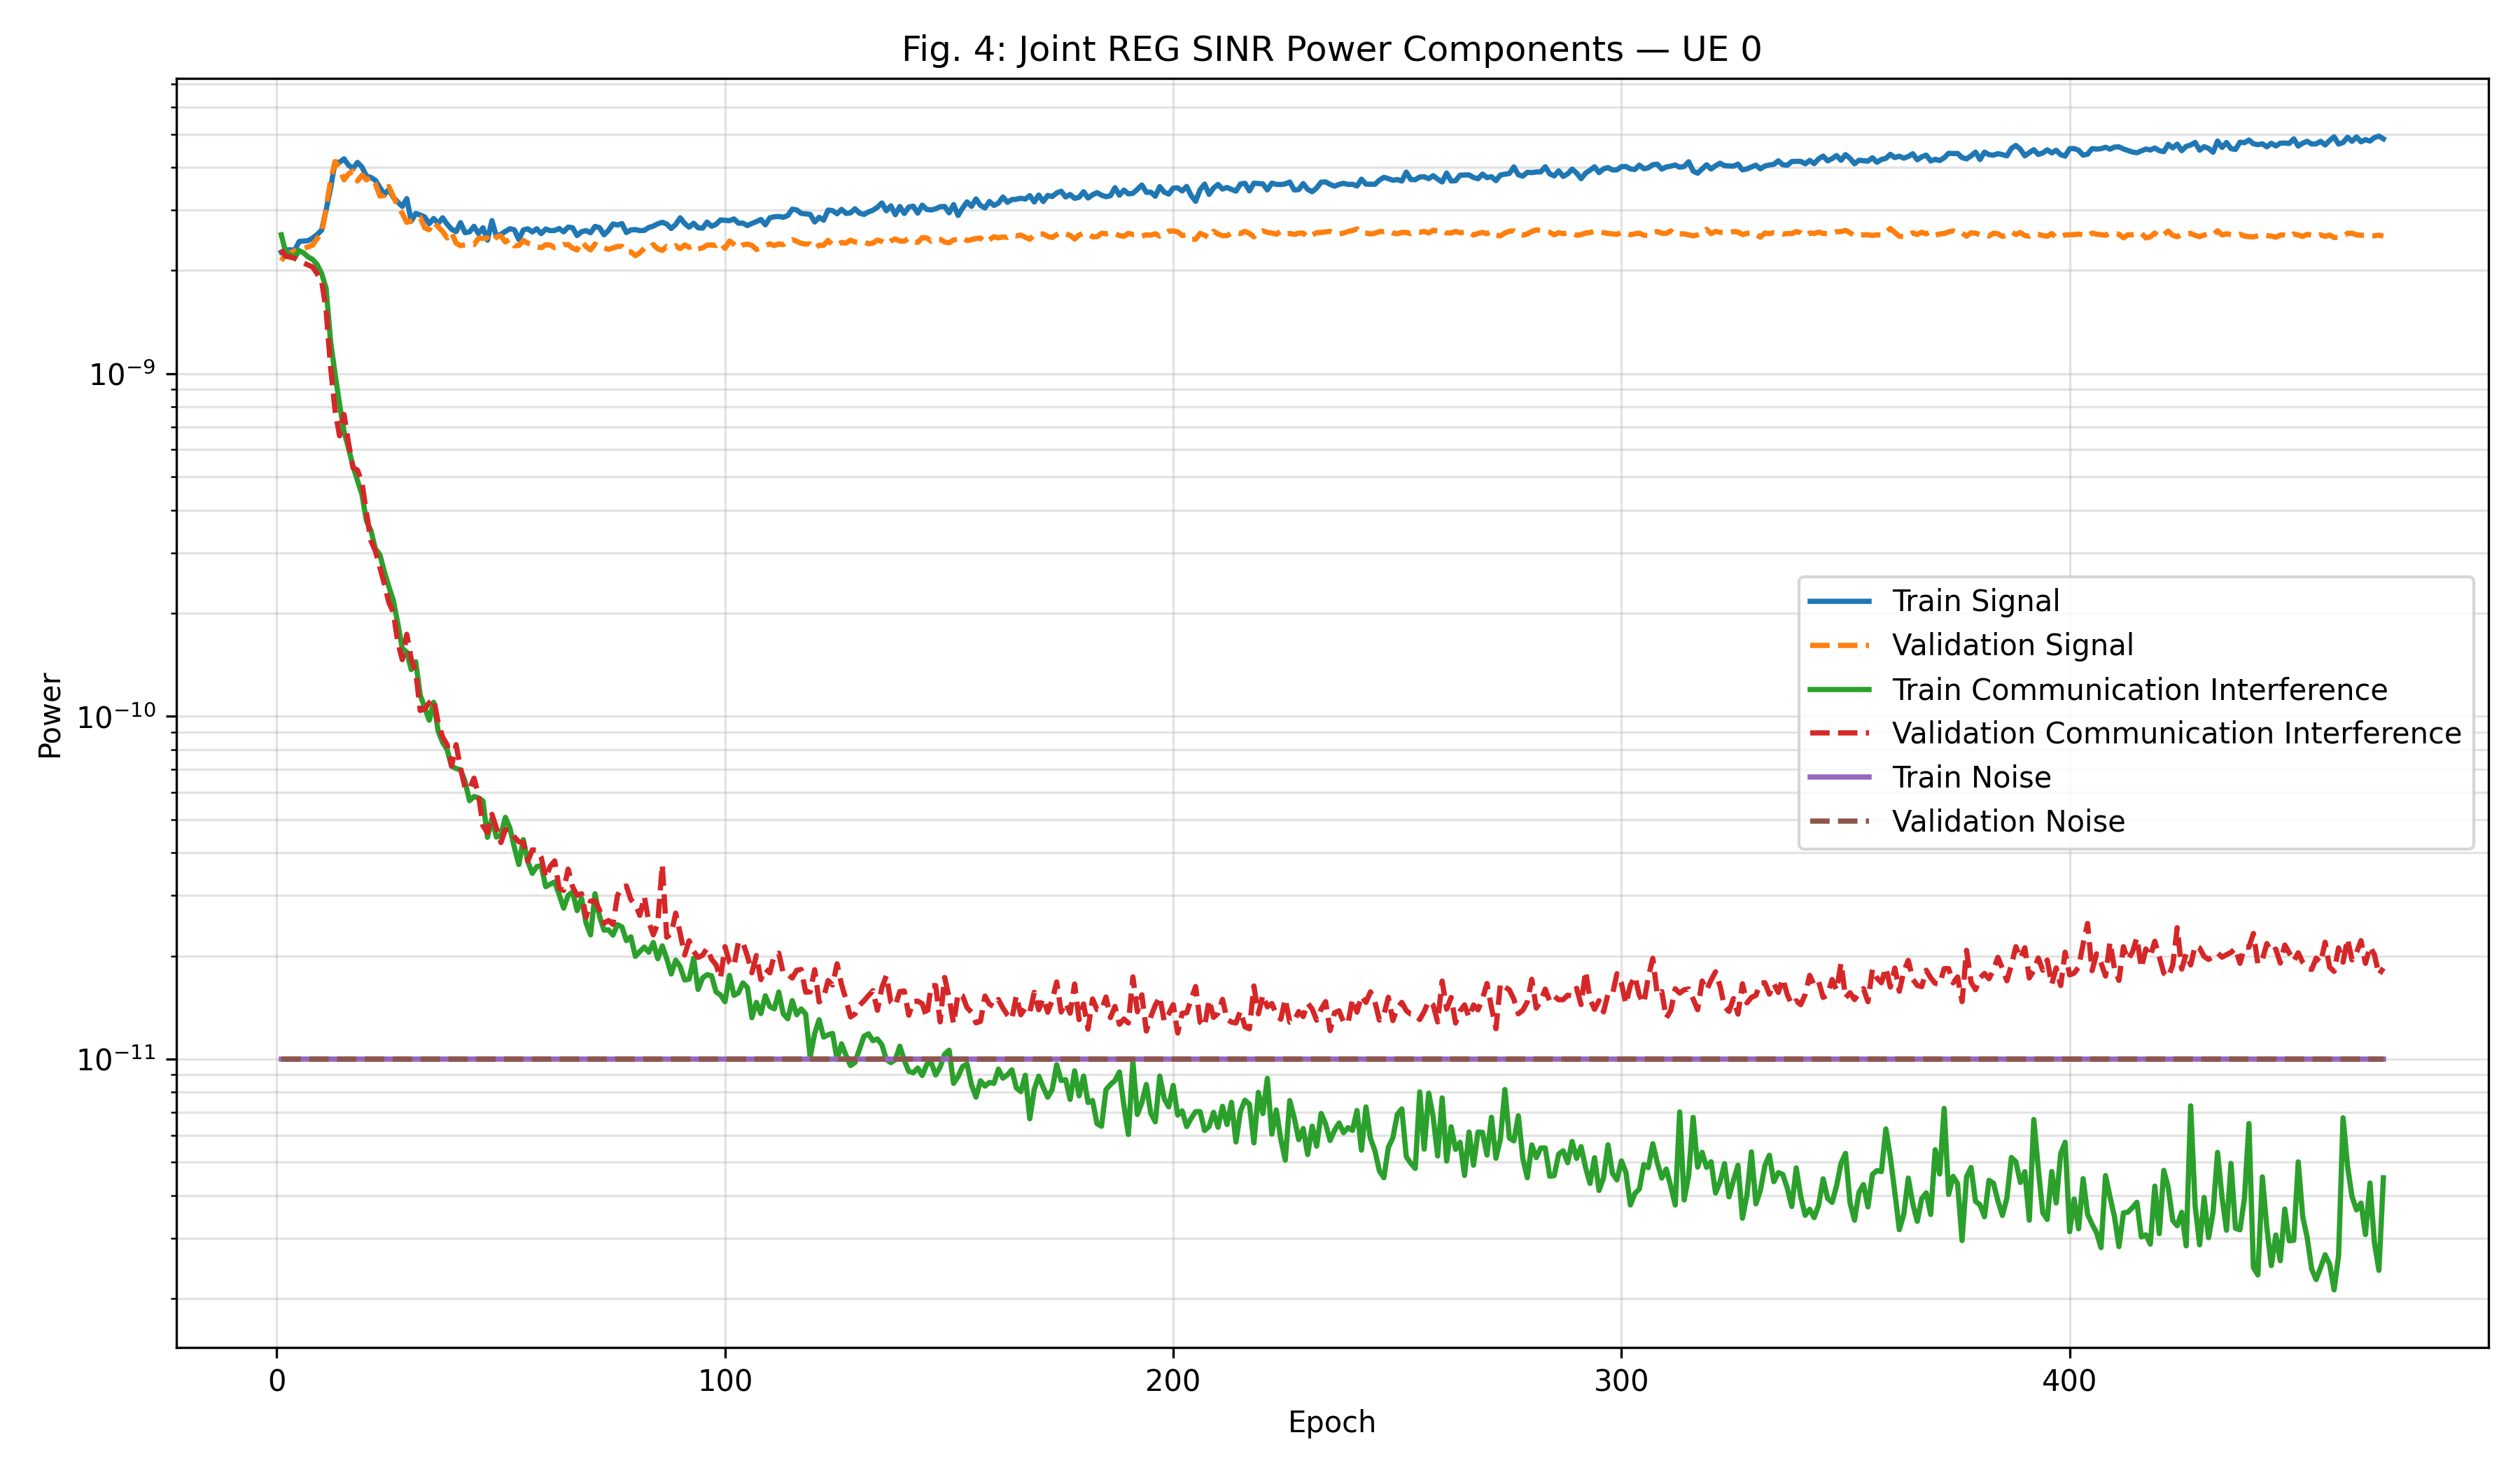 Fig. 4: Joint REG SINR Power Components — UE 0
Power
10⁻⁹
10⁻¹⁰
10⁻¹¹
Train Signal
Validation Signal
Train Communication Interference
Validation Communication Interference
Train Noise
Validation Noise
0 100 200 300 400
Epoch